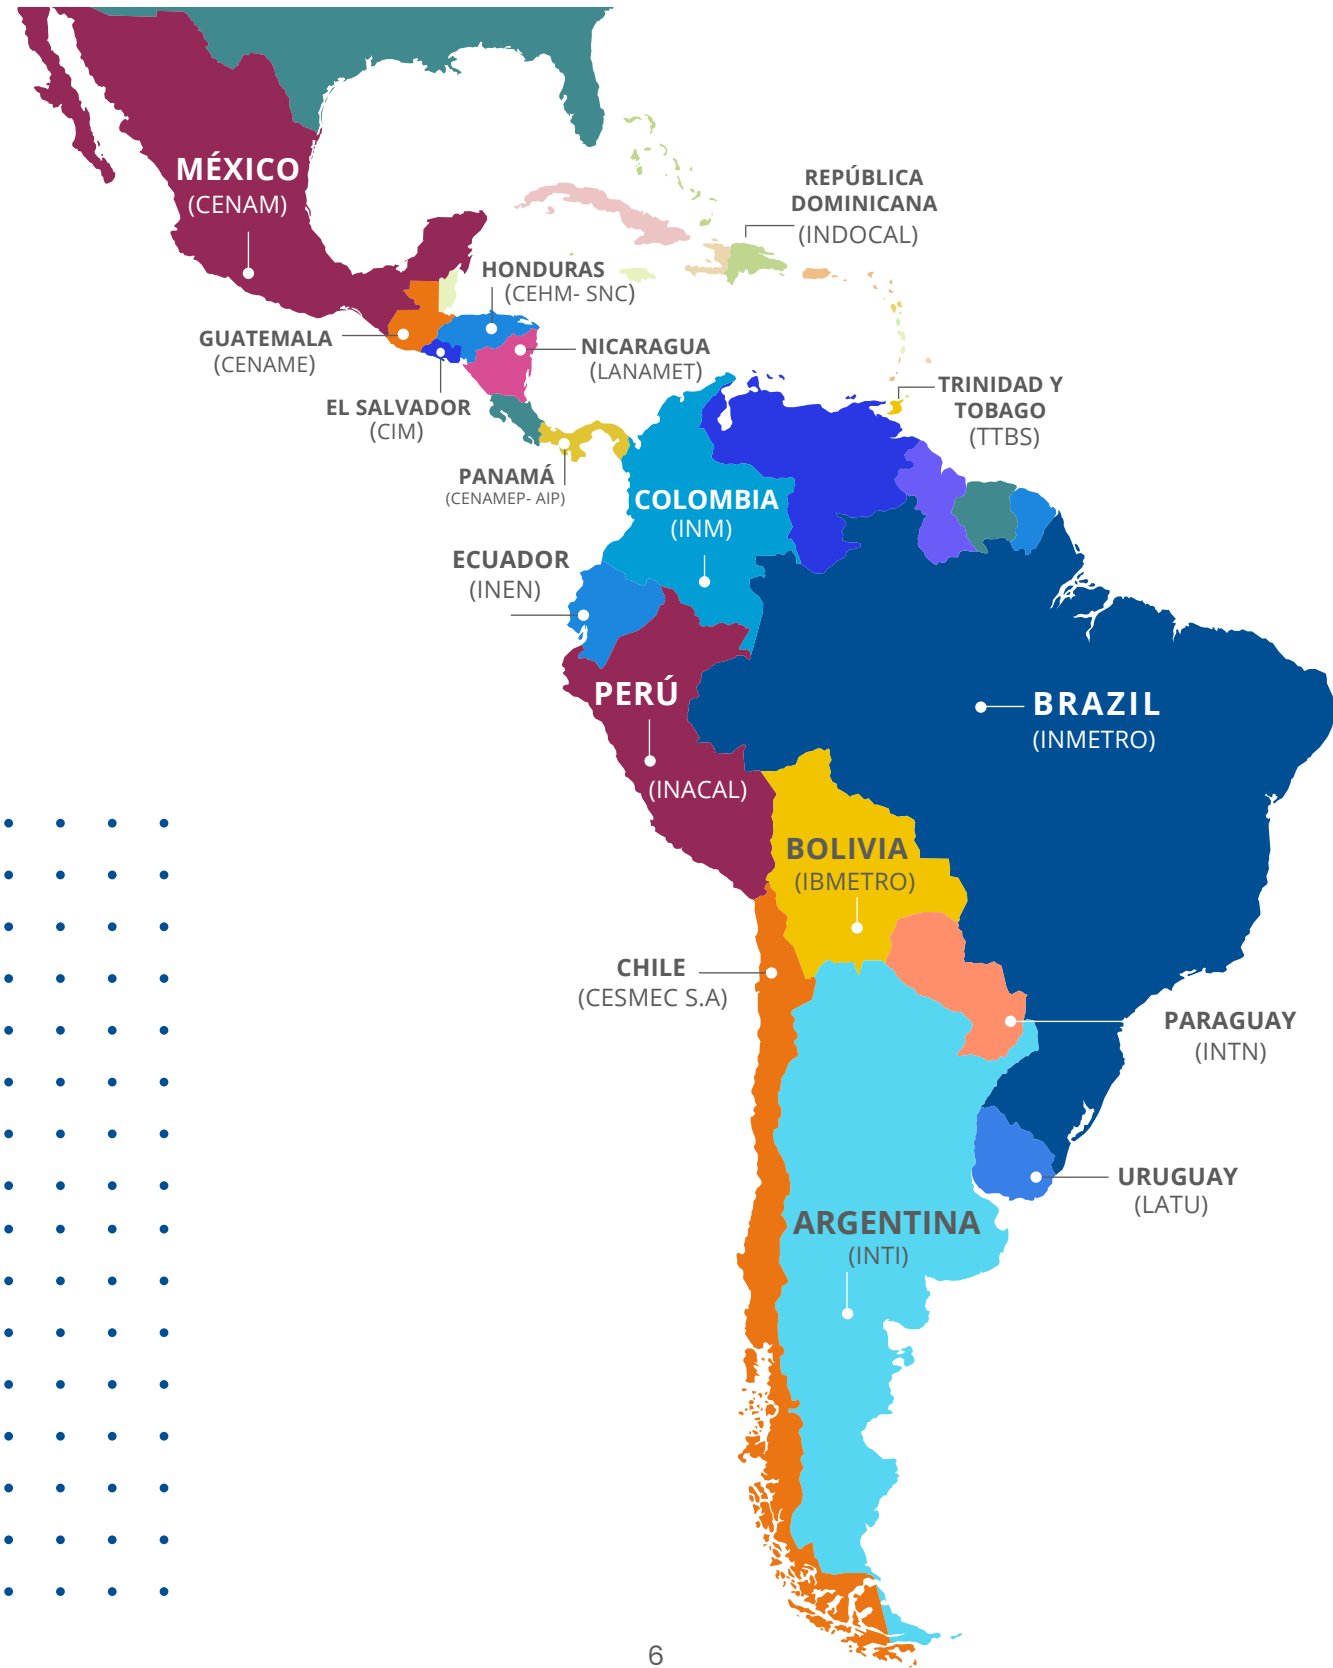 MÉXICO
(CENAM)
REPÚBLICA
DOMINICANA
(INDOCAL)
HONDURAS
(CEHM- SNC)
GUATEMALA
(CENAME)
NICARAGUA
(LANAMET)
EL SALVADOR
(CIM)
TRINIDAD Y
TOBAGO
(TTBS)
PANAMÁ
(CENAMEP- AIP)
COLOMBIA
(INM)
ECUADOR
(INEN)
PERÚ
(INACAL)
BRAZIL
(INMETRO)
BOLIVIA
(IBMETRO)
CHILE
(CESMEC S.A)
PARAGUAY
(INTN)
URUGUAY
(LATU)
ARGENTINA
(INTI)
6